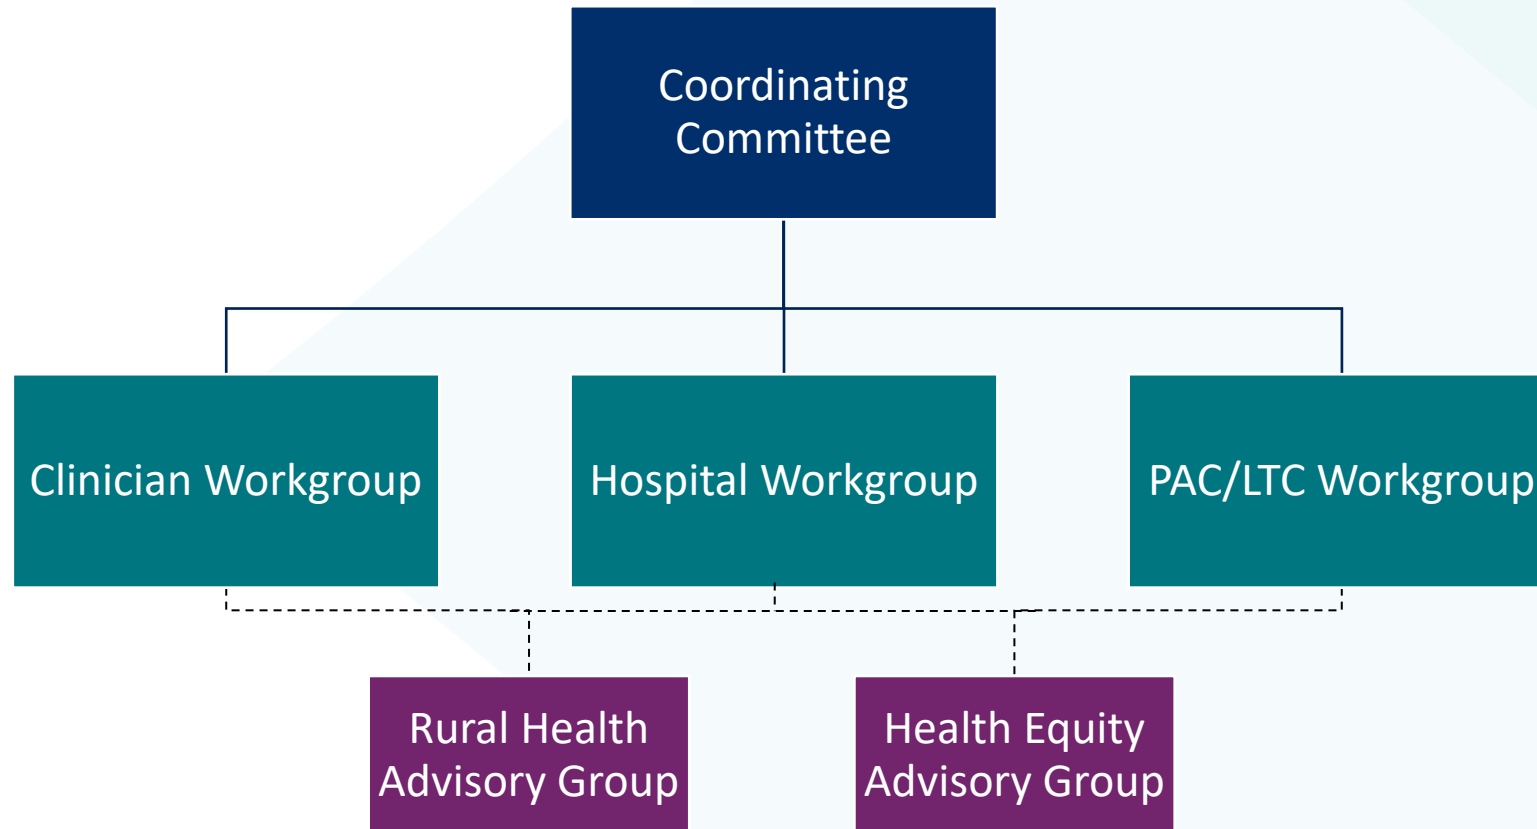 Coordinating
Committee
Clinician Workgroup
Hospital Workgroup
PAC/LTC Workgroup
Rural Health
Advisory Group
Health Equity
Advisory Group